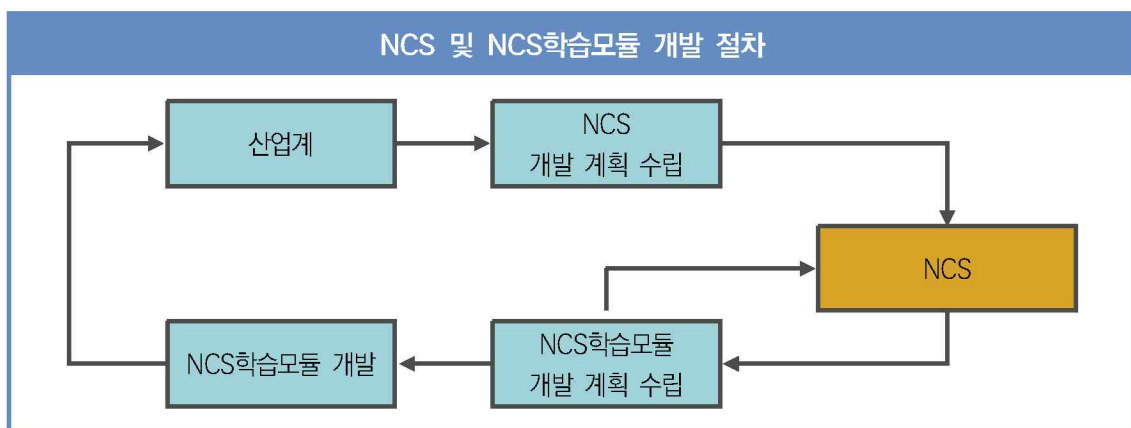 NCS 및 NCS학습모듈 개발 절차
산업계
NCS
개발 계획 수립
NCS
NCS학습모듈 개발
NCS학습모듈
개발 계획 수립